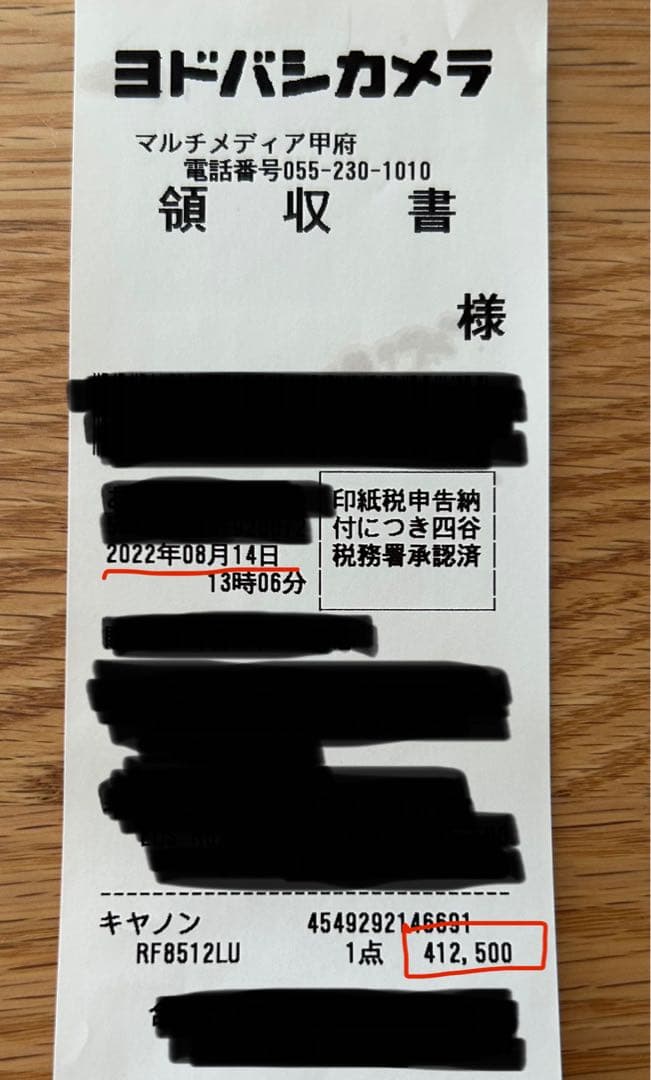 ヨドバシカメラ
マルチメディア甲府
電話番号055-230-1010
領収書
様
印紙税申告納
付につき四谷
税務署承認済
2022年08月14日
13時06分
キヤノン 4549292146691
RF8512LU 1点 412,500